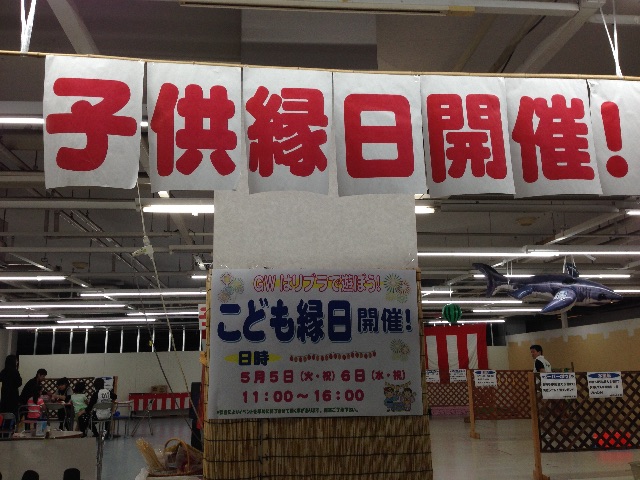 子供縁日開催!
GWはリブラで遊ぼう!
こども縁日開催!
日時
5月5日(火・祝)6日(水・祝)
11:00~16:00